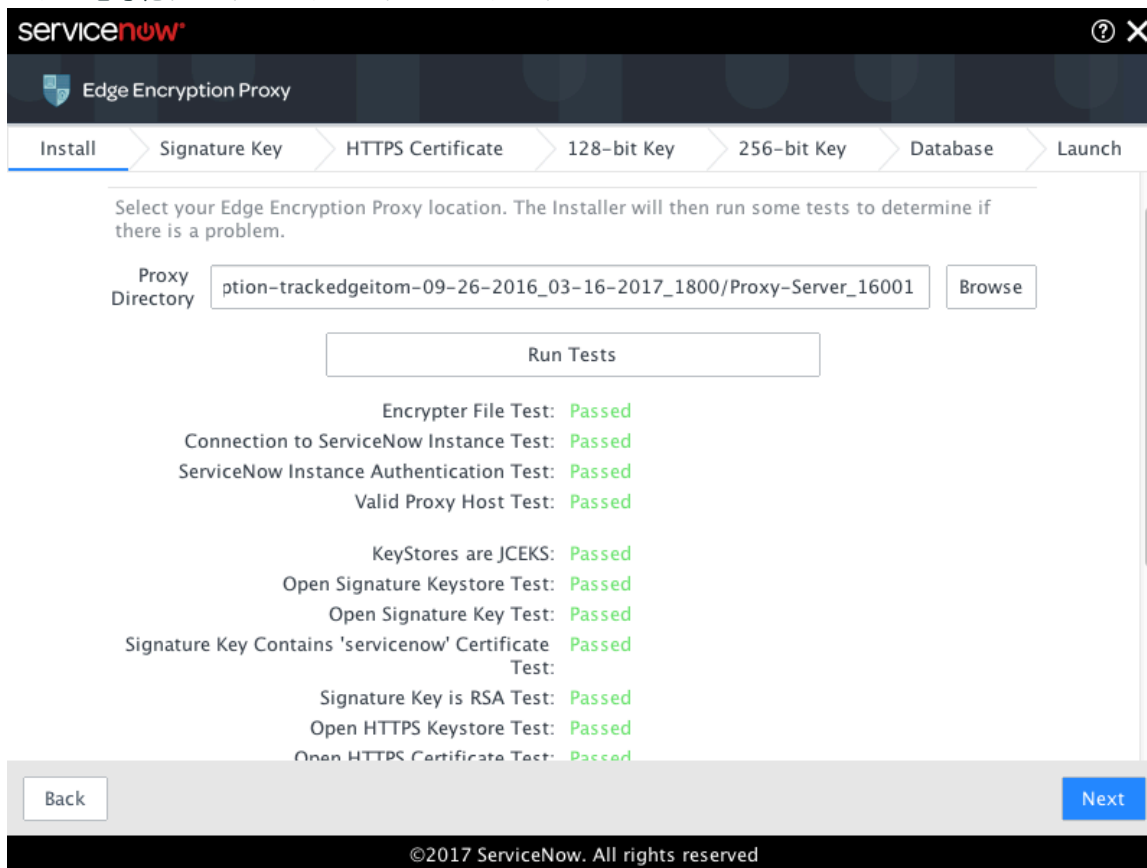 servicenow
Edge Encryption Proxy
Install Signature Key HTTPS Certificate 128-bit Key 256-bit Key Database Launch
Select your Edge Encryption Proxy location. The Installer will then run some tests to determine if
there is a problem.
Proxy
Directory
ption-trackedgeitom-09-26-2016_03-16-2017_1800/Proxy-Server_16001 Browse
Run Tests
Encrypter File Test: Passed
Connection to ServiceNow Instance Test: Passed
ServiceNow Instance Authentication Test: Passed
Valid Proxy Host Test: Passed
KeyStores are JCEKS: Passed
Open Signature Keystore Test: Passed
Open Signature Key Test: Passed
Signature Key Contains 'servicenow' Certificate Passed
Test:
Signature Key is RSA Test: Passed
Open HTTPS Keystore Test: Passed
Open HTTPS Certificate Test: Passed
Back Next
©2017 ServiceNow. All rights reserved